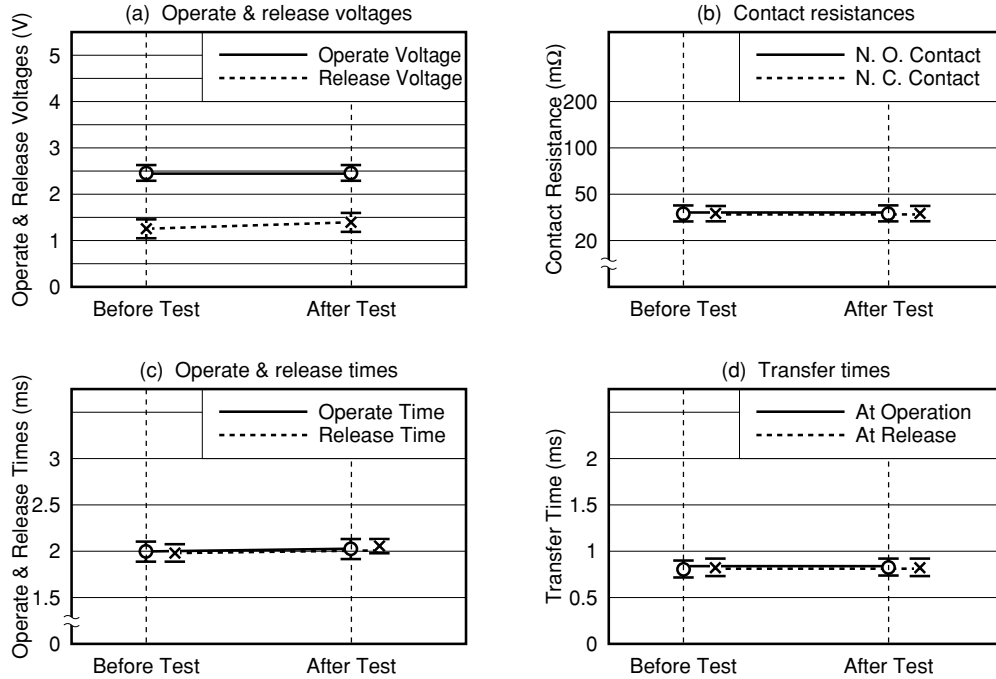 (a) Operate & release voltages
Operate & Release Voltages (V)
Operate Voltage
Release Voltage
5
4
3
2
1
0
Before Test
After Test
(b) Contact resistances
Contact Resistance (mΩ)
N. O. Contact
N. C. Contact
200
100
50
20
Before Test
After Test
(c) Operate & release times
Operate & Release Times (ms)
Operate Time
Release Time
3
2.5
2.0
1.5
0
Before Test
After Test
(d) Transfer times
Transfer Time (ms)
At Operation
At Release
2
1.5
1
0.5
0
Before Test
After Test